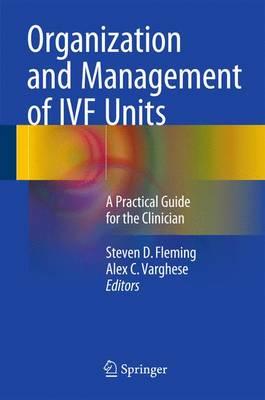 Organization
and Management
of IVF Units
A Practical Guide
for the Clinician
Steven D. Fleming
Alex C. Varghese
Editors
Springer